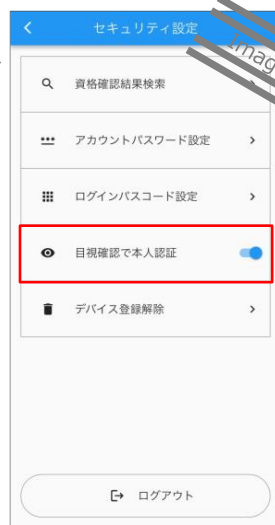 セキュリティ設定
資格確認結果検索
アカウントパスワード設定
ログインパスコード設定
目視確認で本人認証
デバイス登録解除
ログアウト